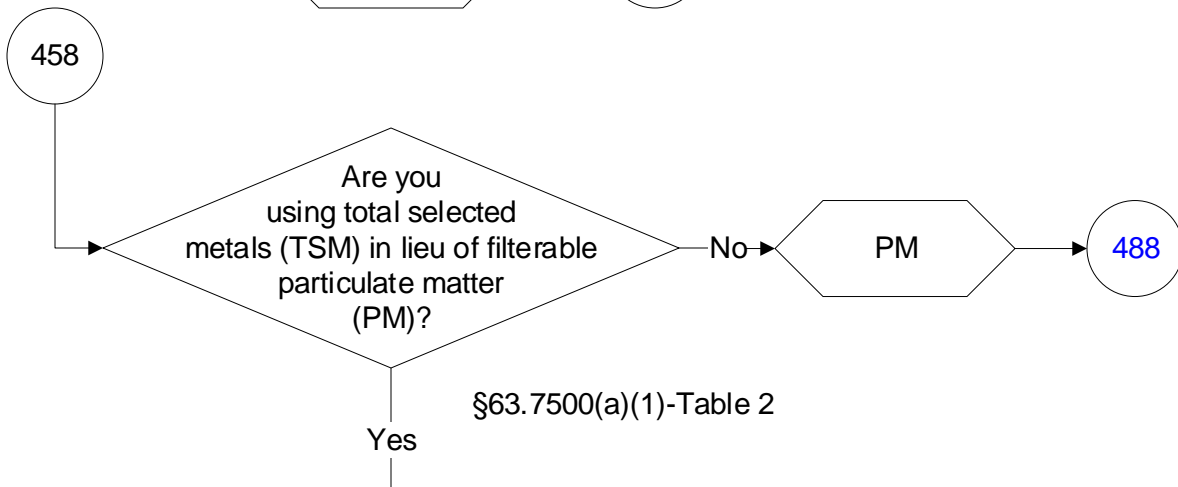 458
Are you
using total selected
metals (TSM) in lieu of filterable
particulate matter
(PM)?
No
PM
488
§63.7500(a)(1)-Table 2
Yes